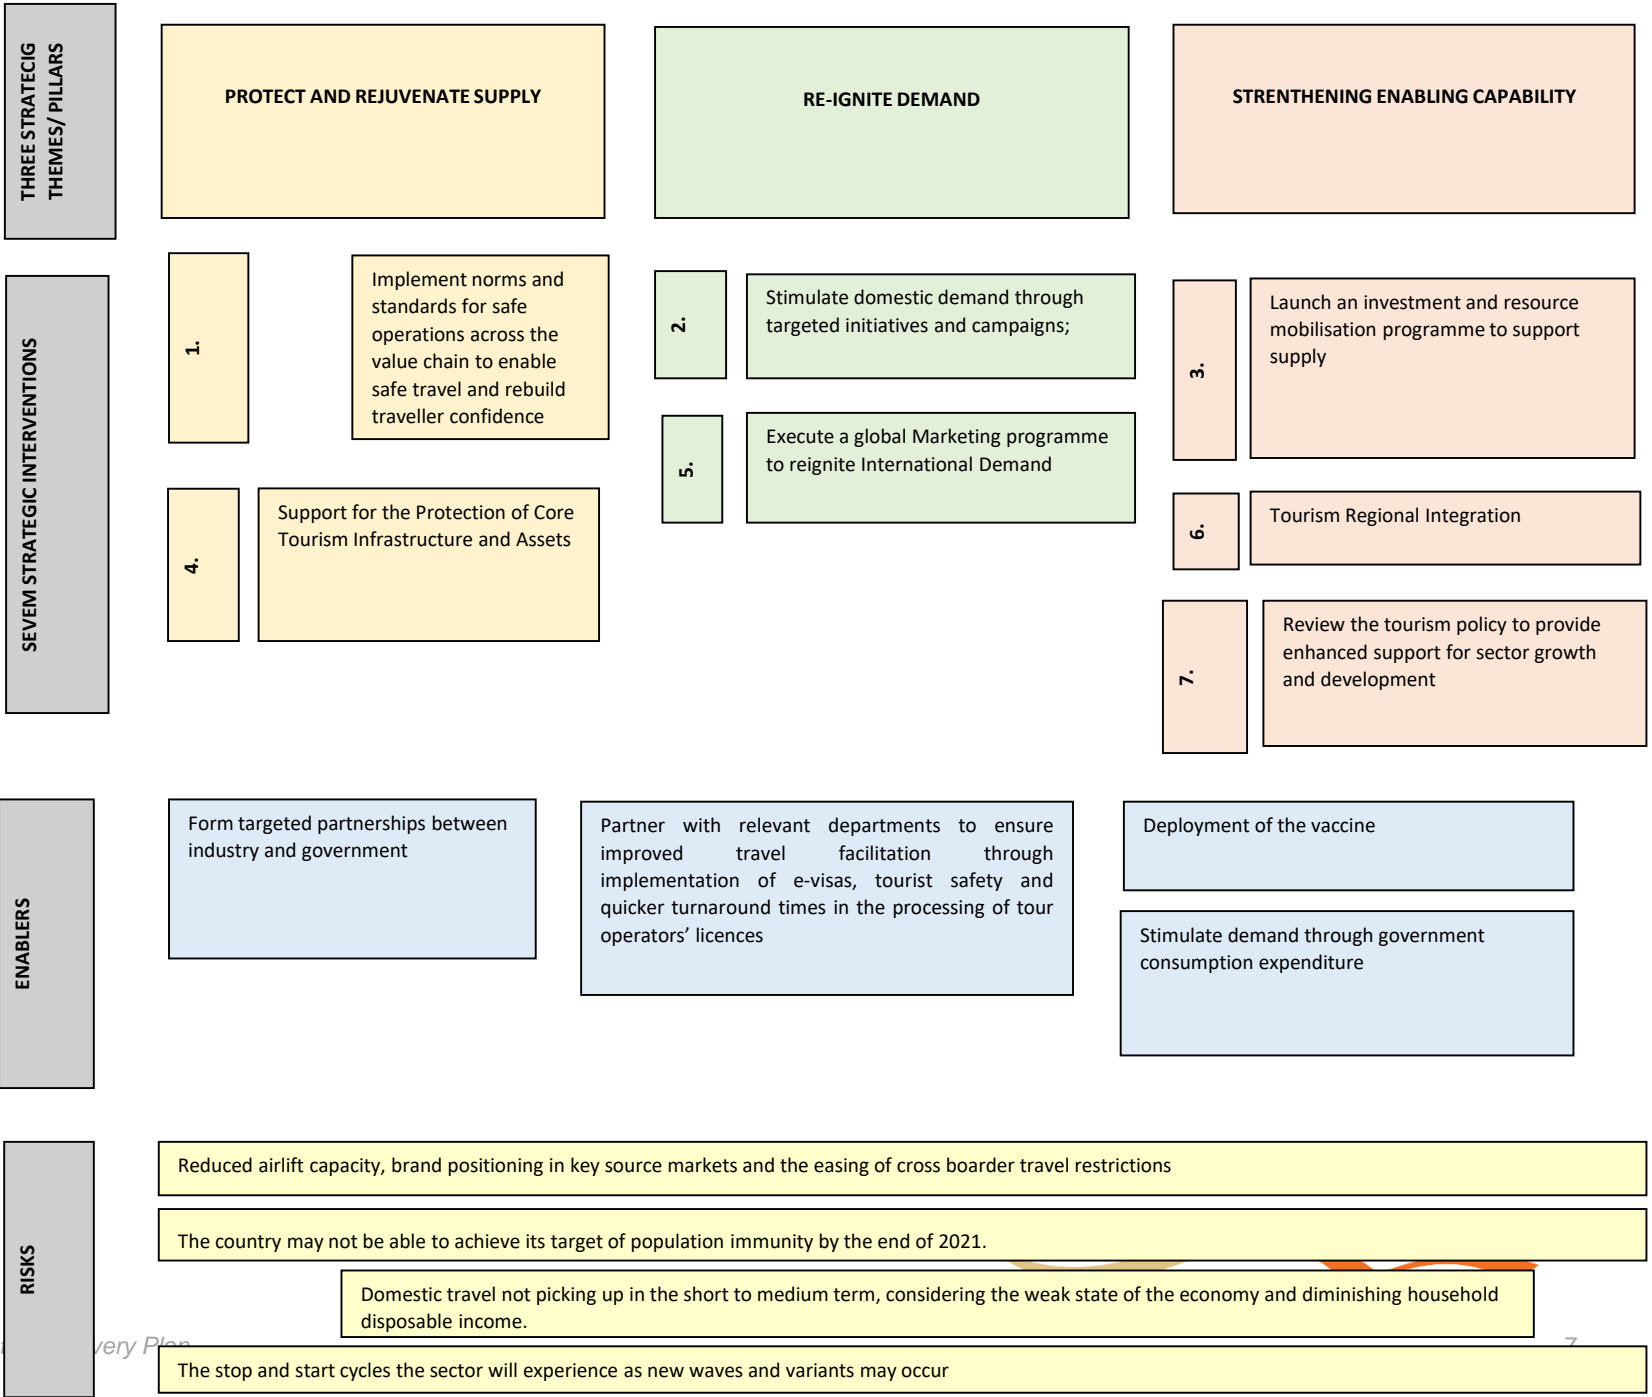 THREE STRATECIG
THEMES/ PILLARS
PROTECT AND REJUVENATE SUPPLY
RE-IGNITE DEMAND
STRENTHENING ENABLING CAPABILITY
SEVEM STRATEGIC INTERVENTIONS
1.
Implement norms and
standards for safe
operations across the
value chain to enable
safe travel and rebuild
traveller confidence
2.
Stimulate domestic demand through
targeted initiatives and campaigns;
3.
Launch an investment and resource
mobilisation programme to support
supply
4.
Support for the Protection of Core
Tourism Infrastructure and Assets
5.
Execute a global Marketing programme
to reignite International Demand
6.
Tourism Regional Integration
7.
Review the tourism policy to provide
enhanced support for sector growth
and development
ENABLERS
Form targeted partnerships between
industry and government
Partner with relevant departments to ensure
improved travel facilitation through
implementation of e-visas, tourist safety and
quicker turnaround times in the processing of tour
operators’ licences
Deployment of the vaccine
Stimulate demand through government
consumption expenditure
RISKS
Reduced airlift capacity, brand positioning in key source markets and the easing of cross boarder travel restrictions
The country may not be able to achieve its target of population immunity by the end of 2021.
Domestic travel not picking up in the short to medium term, considering the weak state of the economy and diminishing household
disposable income.
The stop and start cycles the sector will experience as new waves and variants may occur
very Plan
7